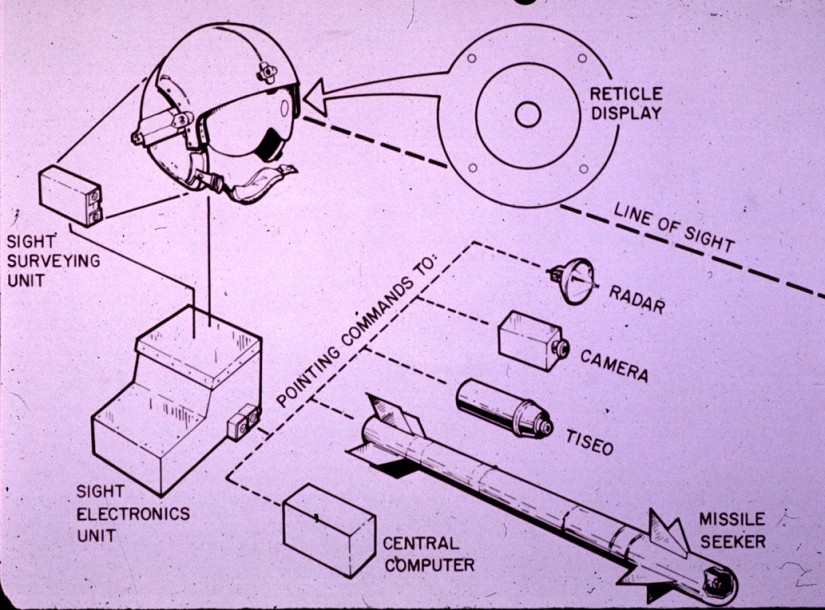 RETICLE
DISPLAY
LINE OF SIGHT
SIGHT
SURVEYING
UNIT
POINTING COMMANDS TO:
RADAR
CAMERA
TISEO
MISSILE
SEEKER
SIGHT
ELECTRONICS
UNIT
CENTRAL
COMPUTER